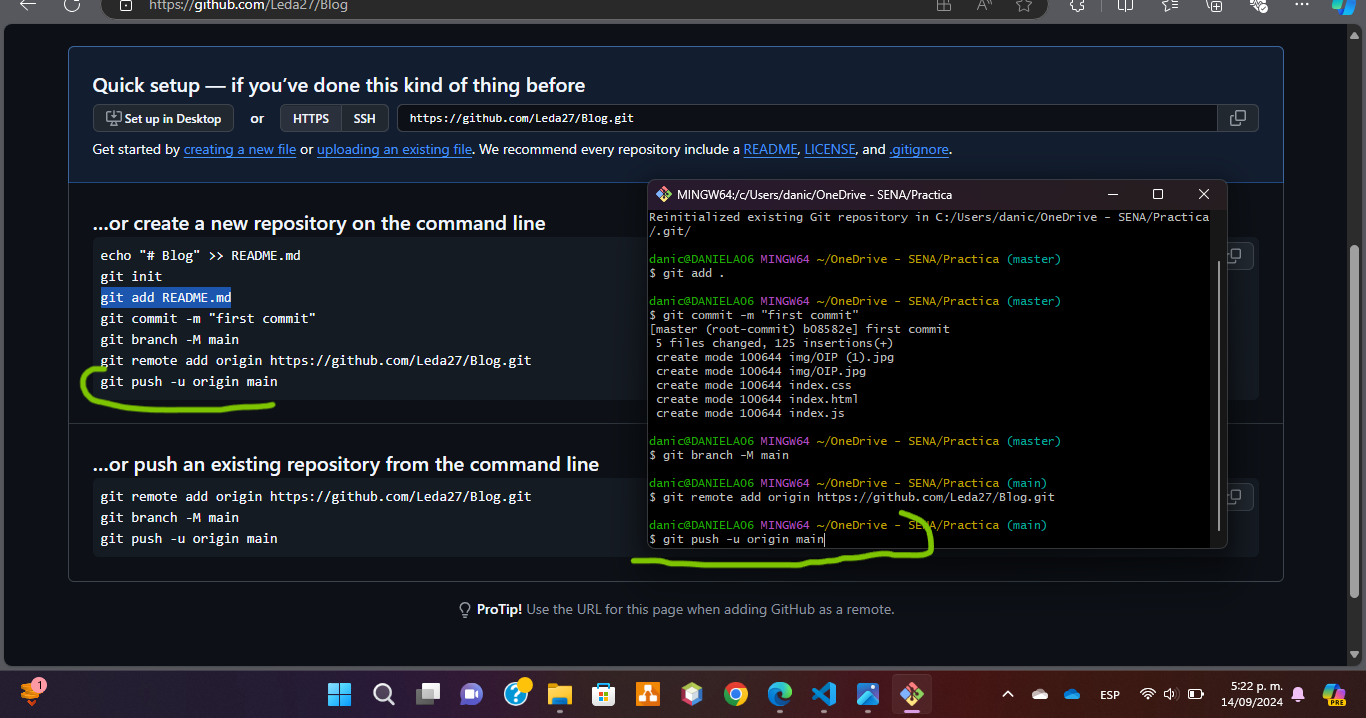 https://github.com/Leda27/Blog
Quick setup — if you've done this kind of thing before
Set up in Desktop or HTTPS SSH https://github.com/Leda27/Blog.git
Get started by creating a new file or uploading an existing file. We recommend every repository include a README, LICENSE, and .gitignore.
...or create a new repository on the command line
echo "# Blog" >> README.md
git init
git add README.md
git commit -m "first commit"
git branch -M main
git remote add origin https://github.com/Leda27/Blog.git
git push -u origin main
...or push an existing repository from the command line
git remote add origin https://github.com/Leda27/Blog.git
git branch -M main
git push -u origin main
ProTip! Use the URL for this page when adding GitHub as a remote.
MINGW64:/c/Users/danic/OneDrive - SENA/Practica
Reinitialized existing Git repository in C:/Users/danic/OneDrive - SENA/Practica
/.git/
danic@DANIELA06 MINGW64 ~/OneDrive - SENA/Practica (master)
$ git add .
danic@DANIELA06 MINGW64 ~/OneDrive - SENA/Practica (master)
$ git commit -m "first commit"
[master (root-commit) b08582e] first commit
5 files changed, 125 insertions(+)
create mode 100644 img/OIP (1).jpg
create mode 100644 img/OIP.jpg
create mode 100644 index.css
create mode 100644 index.html
create mode 100644 index.js
danic@DANIELA06 MINGW64 ~/OneDrive - SENA/Practica (master)
$ git branch -M main
danic@DANIELA06 MINGW64 ~/OneDrive - SENA/Practica (main)
$ git remote add origin https://github.com/Leda27/Blog.git
danic@DANIELA06 MINGW64 ~/OneDrive - SENA/Practica (main)
$ git push -u origin main
1
ESP
5:22 p. m.
14/09/2024
PRE